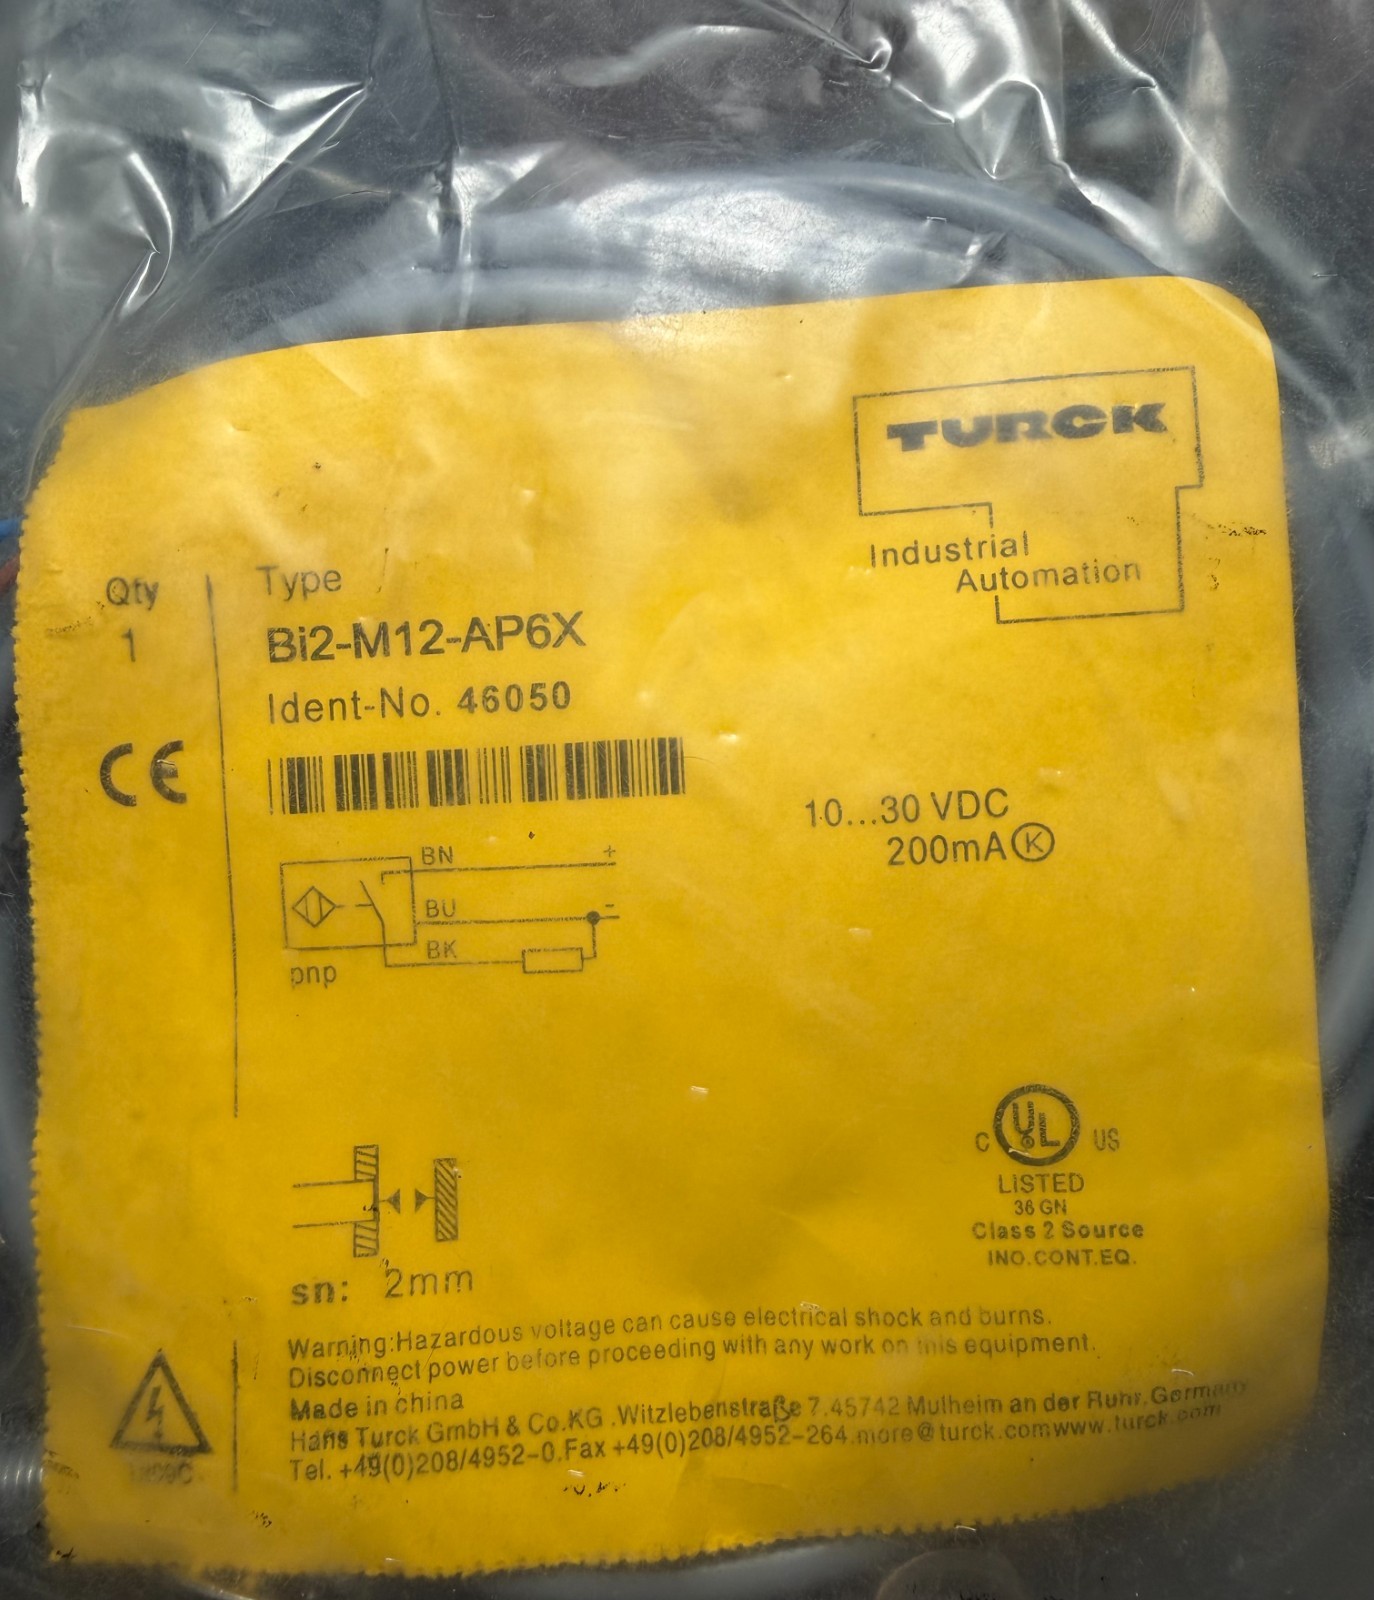 TURCK
Industrial
Automation
Qty
Type
1
Bi2-M12-AP6X
Ident-No. 46050
CE
10...30 VDC
200mA K
BN
+
BU
-
BK
pnp
C UL US
LISTED
36 GN
Class 2 Source
INO.CONT.EQ.
sn: 2mm
Warning:Hazardous voltage can cause electrical shock and burns.
Disconnect power before proceeding with any work on this equipment.
Made in china
Hans Turck GmbH & Co.KG .Witzlebenstraße 7.45742 Mulheim an der Ruhr.Germany
Tel. +49(0)208/4952-0.Fax +49(0)208/4952-264.more@turck.comwww.turck.com